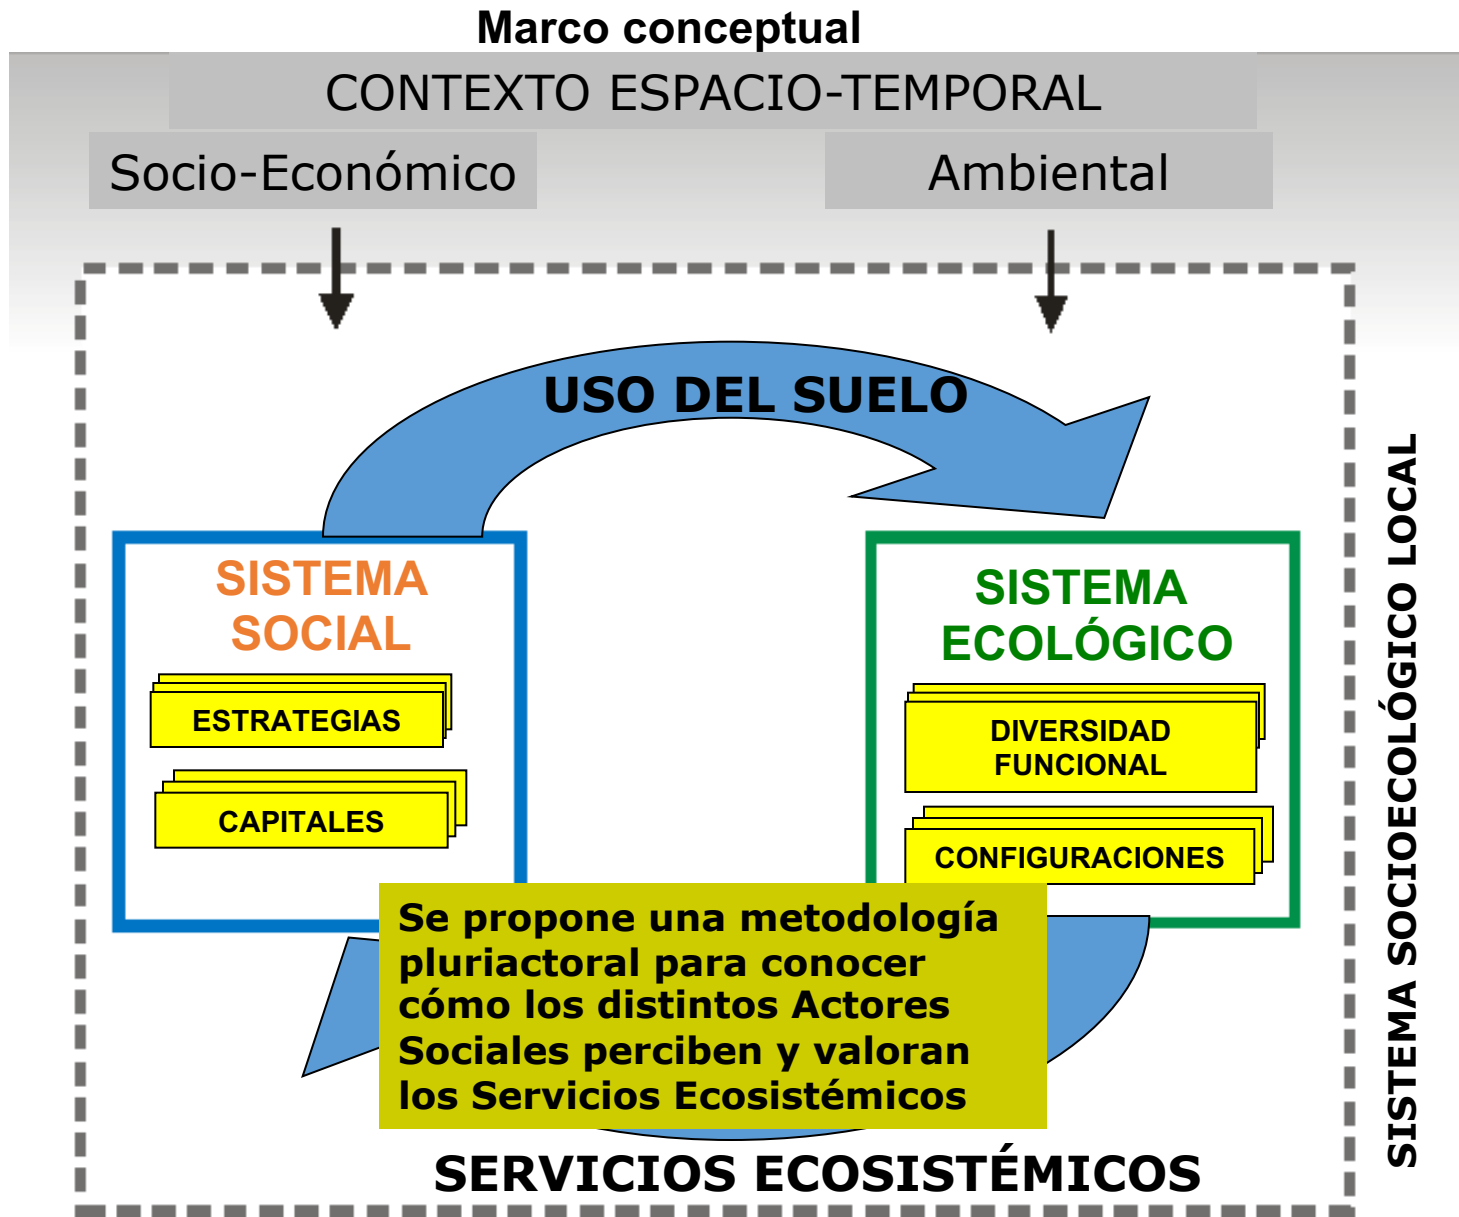 Marco conceptual
CONTEXTO ESPACIO-TEMPORAL
Socio-Económico
Ambiental
USO DEL SUELO
SISTEMA
SOCIAL
ESTRATEGIAS
CAPITALES
SISTEMA
ECOLÓGICO
DIVERSIDAD
FUNCIONAL
CONFIGURACIONES
Se propone una metodología
pluriactoral para conocer
cómo los distintos Actores
Sociales perciben y valoran
los Servicios Ecosistémicos
SERVICIOS ECOSISTÉMICOS
SISTEMA SOCIOECOLÓGICO LOCAL